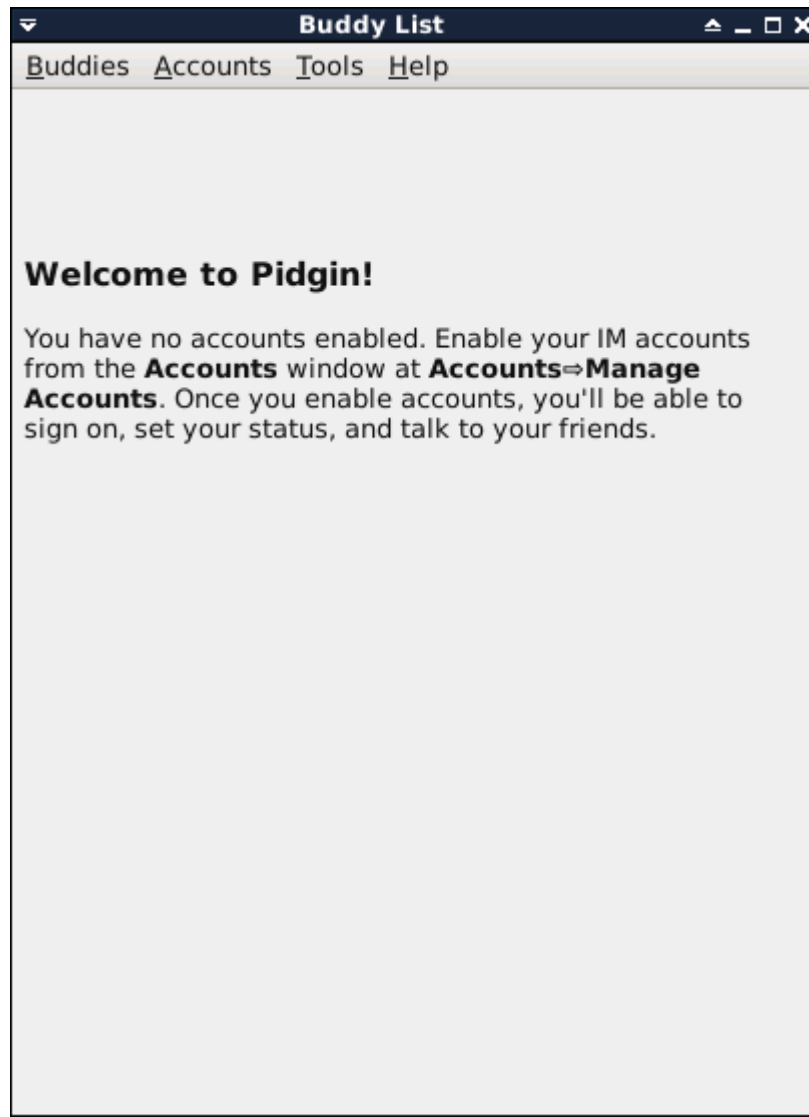 Buddy List
Buddies Accounts Tools Help
Welcome to Pidgin!
You have no accounts enabled. Enable your IM accounts
from the Accounts window at Accounts⇨Manage
Accounts. Once you enable accounts, you'll be able to
sign on, set your status, and talk to your friends.